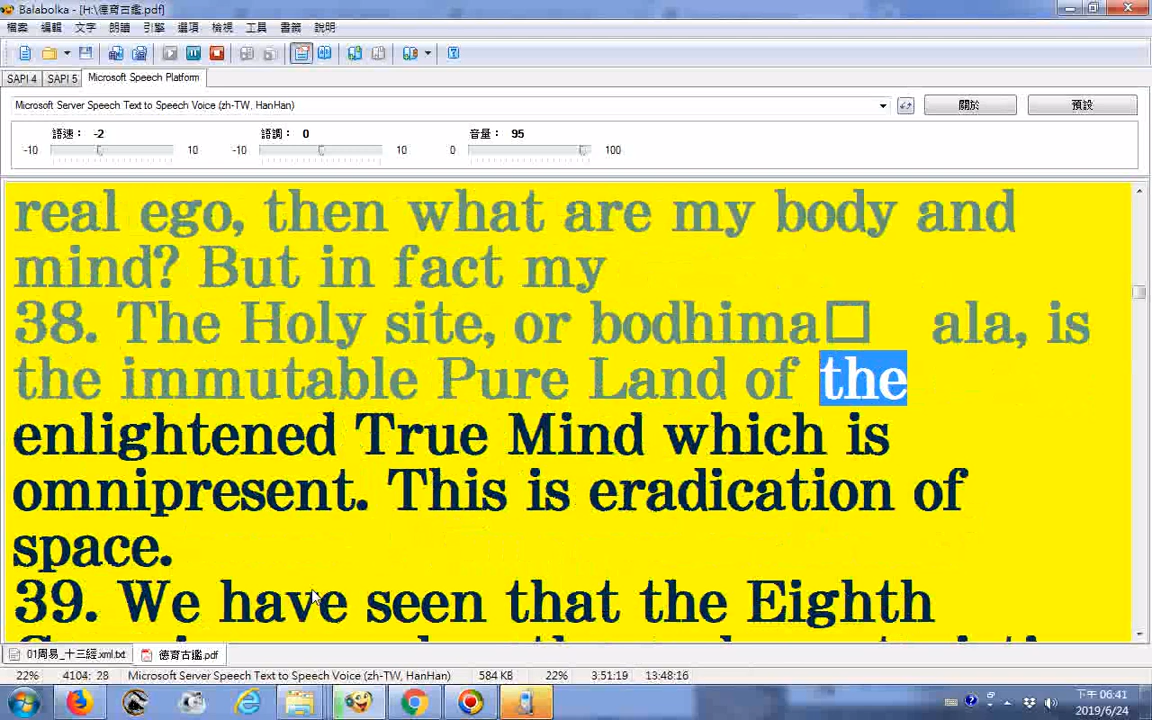 Balabolka - [H:\德育古鑑.pdf]
檔案 編輯 文字 朗讀 引擎 選項 檢視 工具 書籤 說明
SAPI 4 SAPI 5 Microsoft Speech Platform
Microsoft Server Speech Text to Speech Voice (zh-TW, HanHan) 關於 預設
語速： -2 語調： 0 音量： 95
-10 10 -10 10 0 100
real ego, then what are my body and
mind? But in fact my
38. The Holy site, or bodhima□ ala, is
the immutable Pure Land of the
enlightened True Mind which is
omnipresent. This is eradication of
space.
39. We have seen that the Eighth
01周易_十三經.xml.txt 德育古鑑.pdf
22% 4104: 28 Microsoft Server Speech Text to Speech Voice (zh-TW, HanHan) 584 KB 22% 3:51:19 13:48:16
下午 06:41
2019/6/24